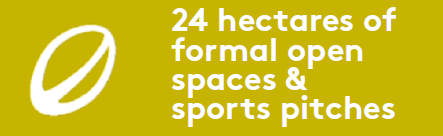 24 hectares of
formal open
spaces &
sports pitches